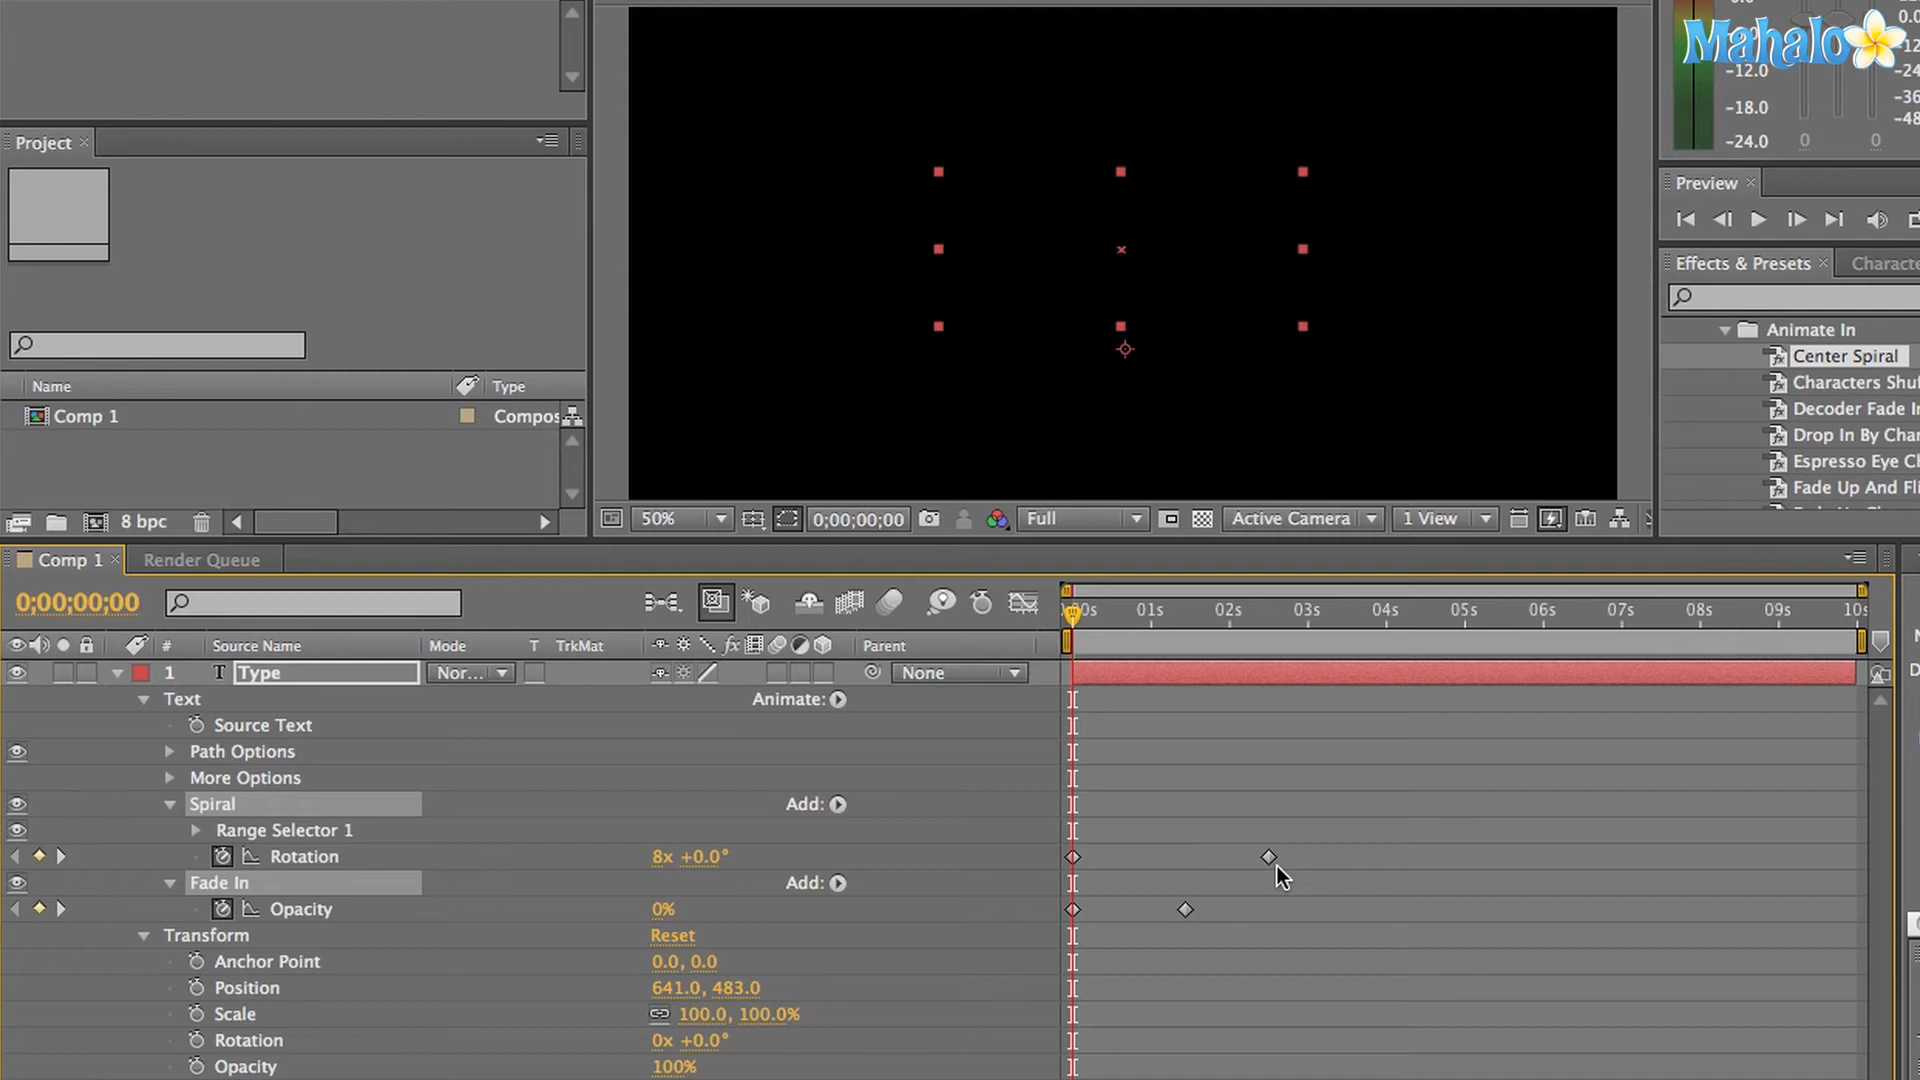 Mahalo
0.0
-12
-12.0
-24
-36
-18.0
-48
-24.0
0 0
Project
Preview
Effects & Presets
Animate In
Center Spiral
Characters Shuf
Decoder Fade In
Drop In By Char
Espresso Eye Ch
Fade Up And Fli
Name
Type
Comp 1
Compos
8 bpc
50%
0;00;00;00
Full
Active Camera
1 View
Comp 1
Render Queue
0;00;00;00
01s 02s 03s 04s 05s 06s 07s 08s 09s 10s
#
Source Name
Mode
T
TrkMat
fx
Parent
1
T
Type
Nor...
None
Text
Animate:
Source Text
Path Options
More Options
Spiral
Add:
Range Selector 1
Rotation
8x +0.0°
Fade In
Add:
Opacity
0%
Transform
Reset
Anchor Point
0.0, 0.0
Position
641.0, 483.0
Scale
100.0, 100.0%
Rotation
0x +0.0°
Opacity
100%